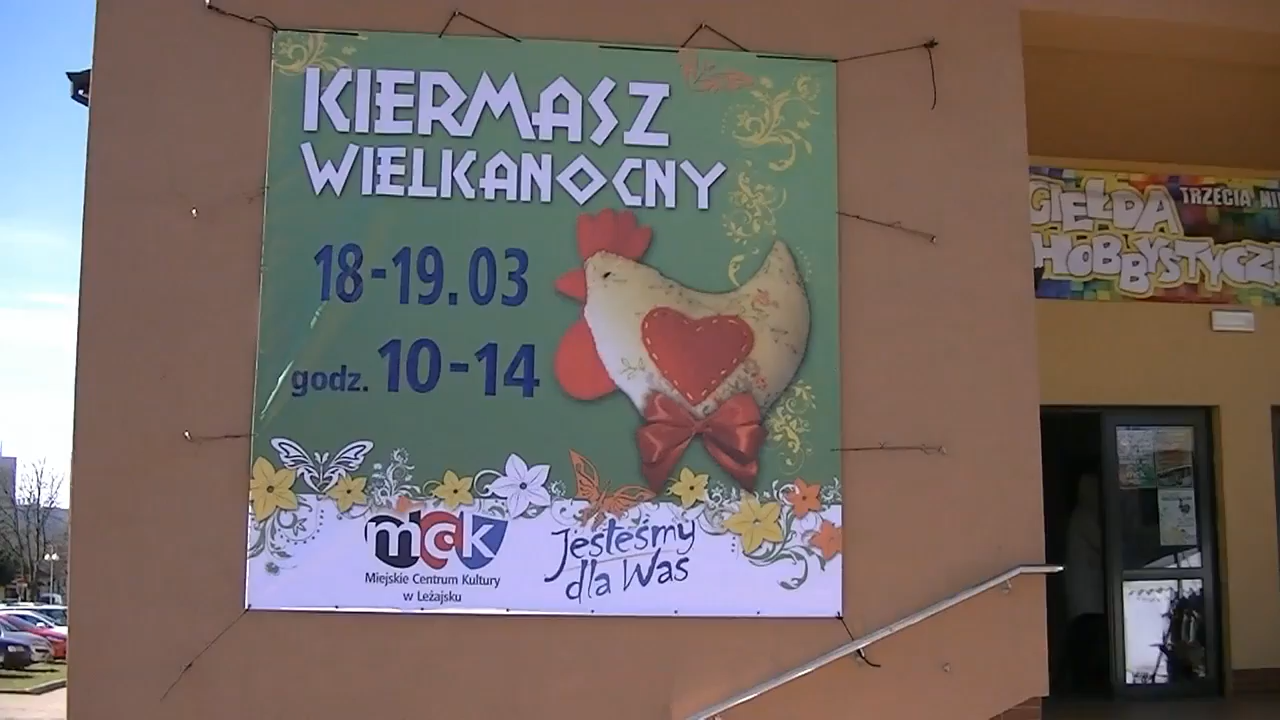 KIERMASZ
WIELKANOCNY
18-19.03
godz. 10-14
mck
Miejskie Centrum Kultury
w Leżajsku
Jesteśmy
dla Was
GIEŁDA
TRZECIA
HOBBYSTYCZ